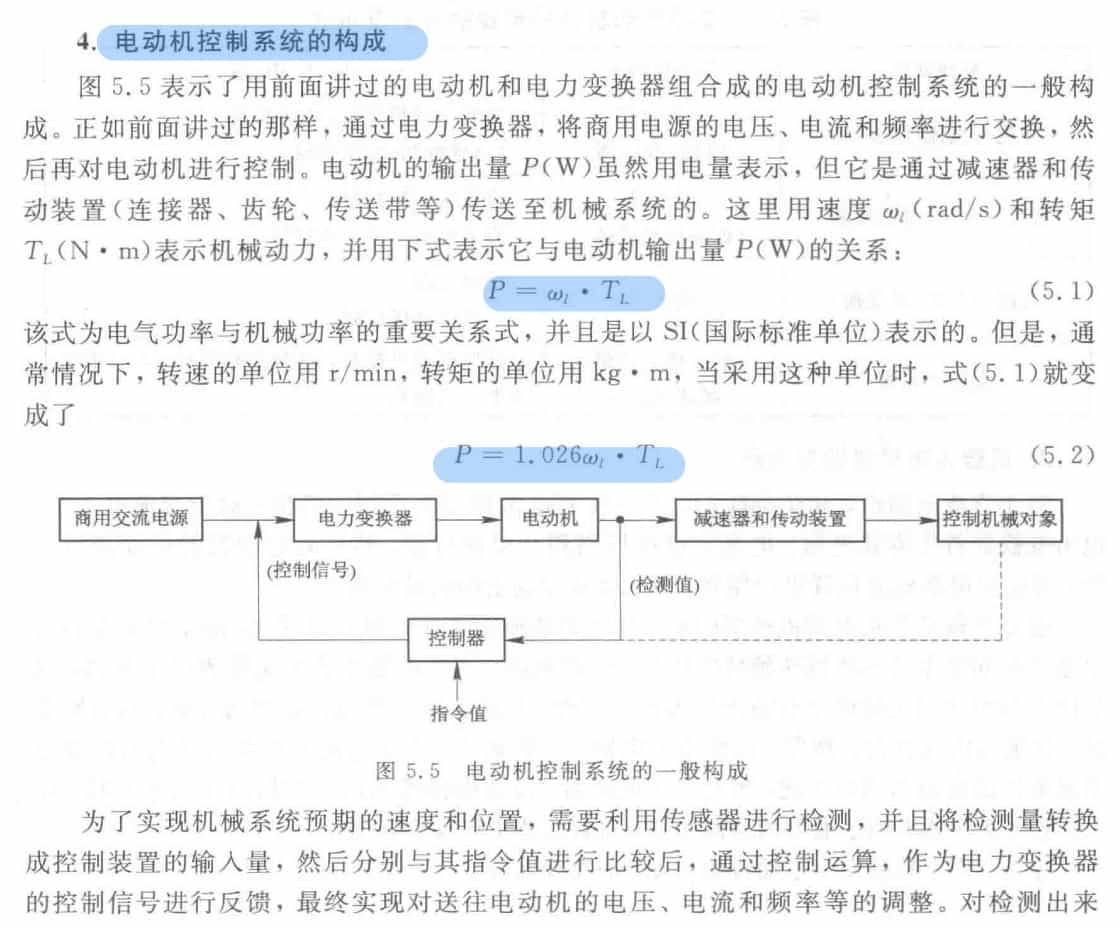 4. 电动机控制系统的构成
图 5.5 表示了用前面讲过的电动机和电力变换器组合成的电动机控制系统的一般构
成。正如前面讲过的那样，通过电力变换器，将商用电源的电压、电流和频率进行交换，然
后再对电动机进行控制。电动机的输出量 P(W)虽然用电量表示，但它是通过减速器和传
动装置(连接器、齿轮、传送带等)传送至机械系统的。这里用速度 ωl(rad/s)和转矩
TL(N·m)表示机械动力，并用下式表示它与电动机输出量 P(W)的关系：
P = ωl · TL (5.1)
该式为电气功率与机械功率的重要关系式，并且是以 SI(国际标准单位)表示的。但是，通
常情况下，转速的单位用 r/min，转矩的单位用 kg·m，当采用这种单位时，式(5.1)就变
成了
P = 1.026ωl · TL (5.2)
商用交流电源 电力变换器 电动机 减速器和传动装置 控制机械对象
(控制信号)
(检测值)
控制器
指令值
图 5.5 电动机控制系统的一般构成
为了实现机械系统预期的速度和位置，需要利用传感器进行检测，并且将检测量转换
成控制装置的输入量，然后分别与其指令值进行比较后，通过控制运算，作为电力变换器
的控制信号进行反馈，最终实现对送往电动机的电压、电流和频率等的调整。对检测出来